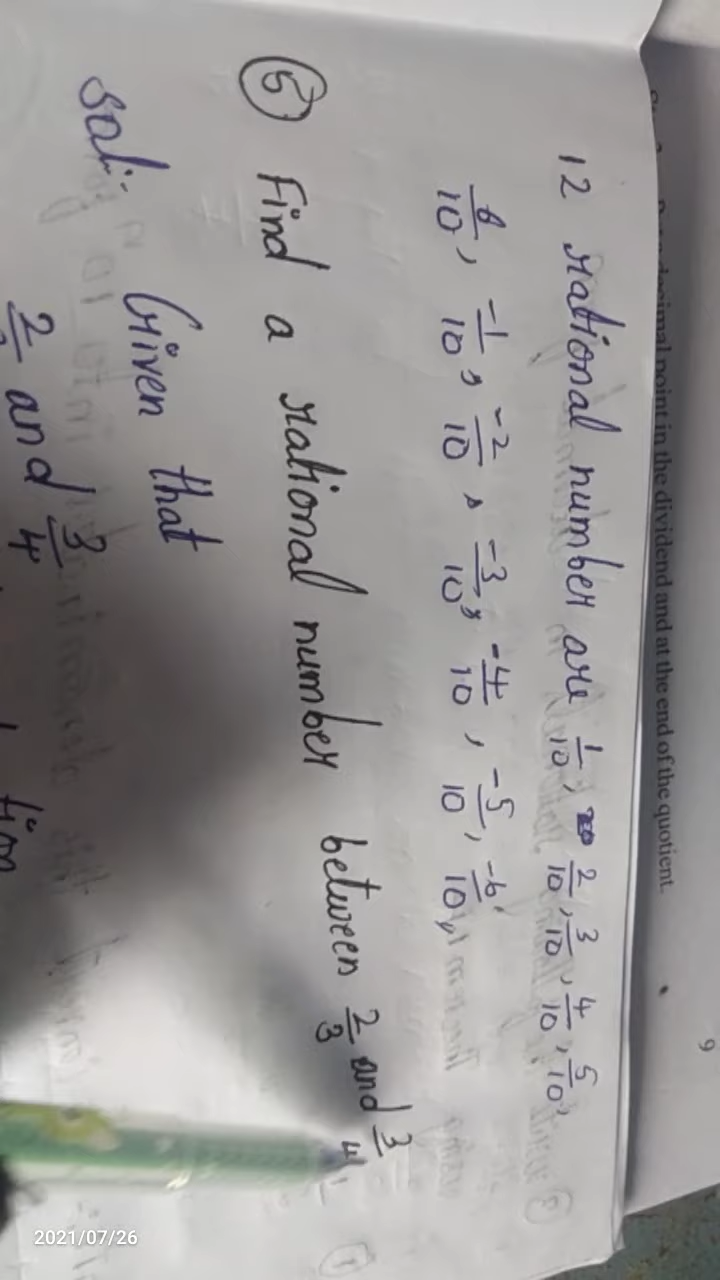 decimal point in the dividend and at the end of the quotient.
9
12 rational number are 1/10, 2/10, 3/10, 4/10, 5/10,
6/10, -1/10, -2/10, -3/10, -4/10, -5/10, -6/10,
5 Find a rational number between 2/3 and 3/4
sol:- Given that
2/3 and 3/4
2021/07/26